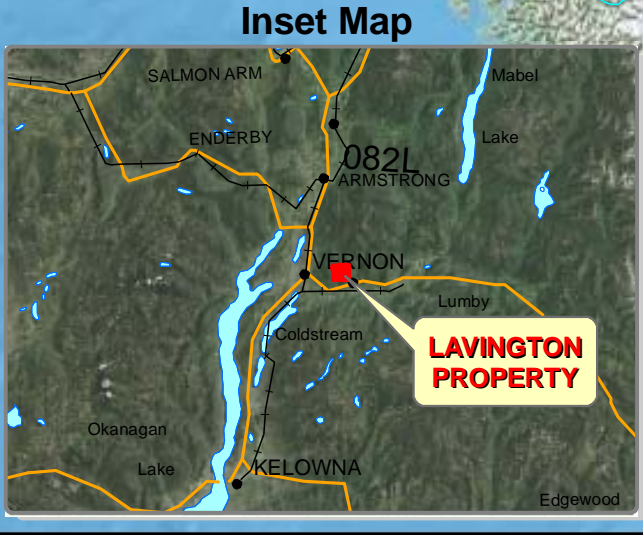 Inset Map
SALMON ARM
Mabel
ENDERBY
Lake
082L
ARMSTRONG
VERNON
Lumby
Coldstream
LAVINGTON
PROPERTY
Okanagan
Lake
KELOWNA
Edgewood